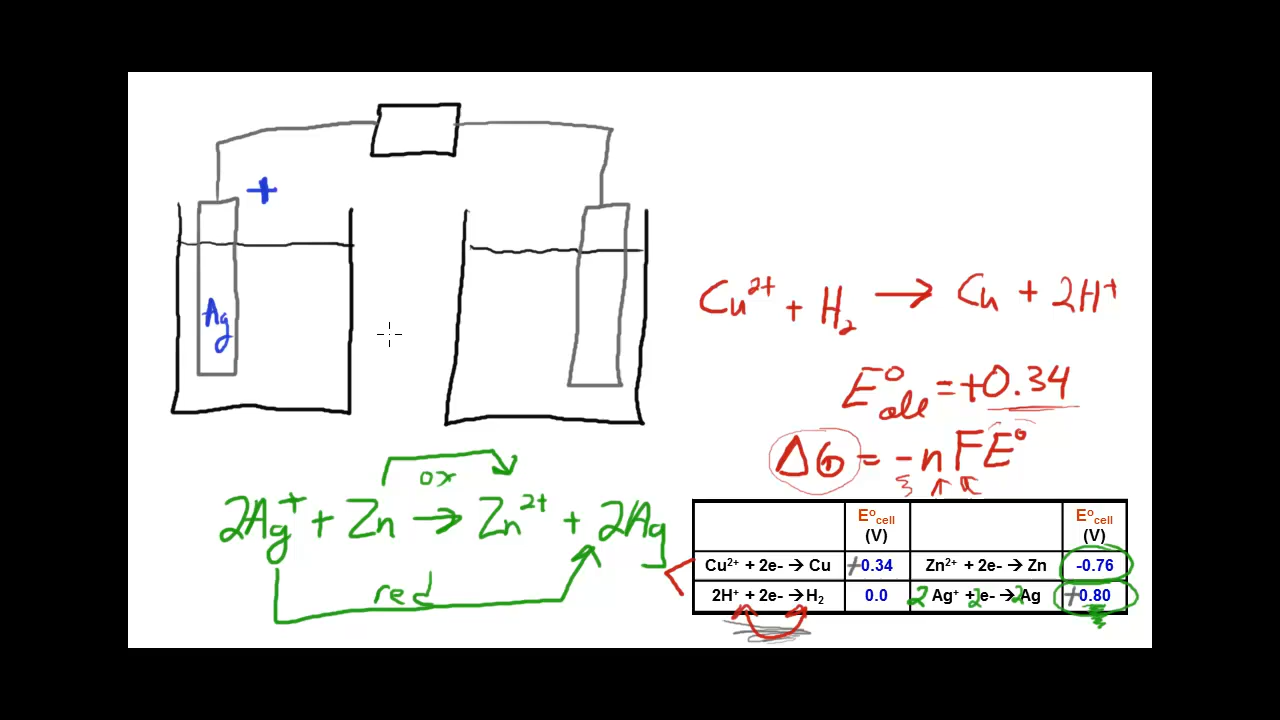 +
Ag
Cu²⁺ + H₂ → Cu + 2H⁺
E°cell = +0.34
ΔG = -nFE°
ox
2Ag⁺ + Zn → Zn²⁺ + 2Ag
red
E°cell (V) E°cell (V)
Cu²⁺ + 2e- → Cu +0.34 Zn²⁺ + 2e- → Zn -0.76
2H⁺ + 2e- → H₂ 0.0 2 Ag⁺ + 2e- → 2Ag +0.80